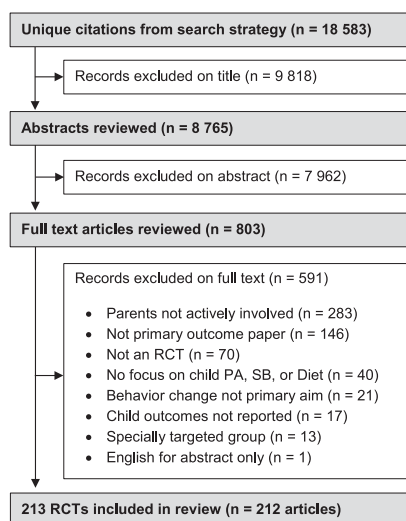 Unique citations from search strategy (n = 18 583)
Records excluded on title (n = 9 818)
Abstracts reviewed (n = 8 765)
Records excluded on abstract (n = 7 962)
Full text articles reviewed (n = 803)
Records excluded on full text (n = 591)
• Parents not actively involved (n = 283)
• Not primary outcome paper (n = 146)
• Not an RCT (n = 70)
• No focus on child PA, SB, or Diet (n = 40)
• Behavior change not primary aim (n = 21)
• Child outcomes not reported (n = 17)
• Specially targeted group (n = 13)
• English for abstract only (n = 1)
213 RCTs included in review (n = 212 articles)